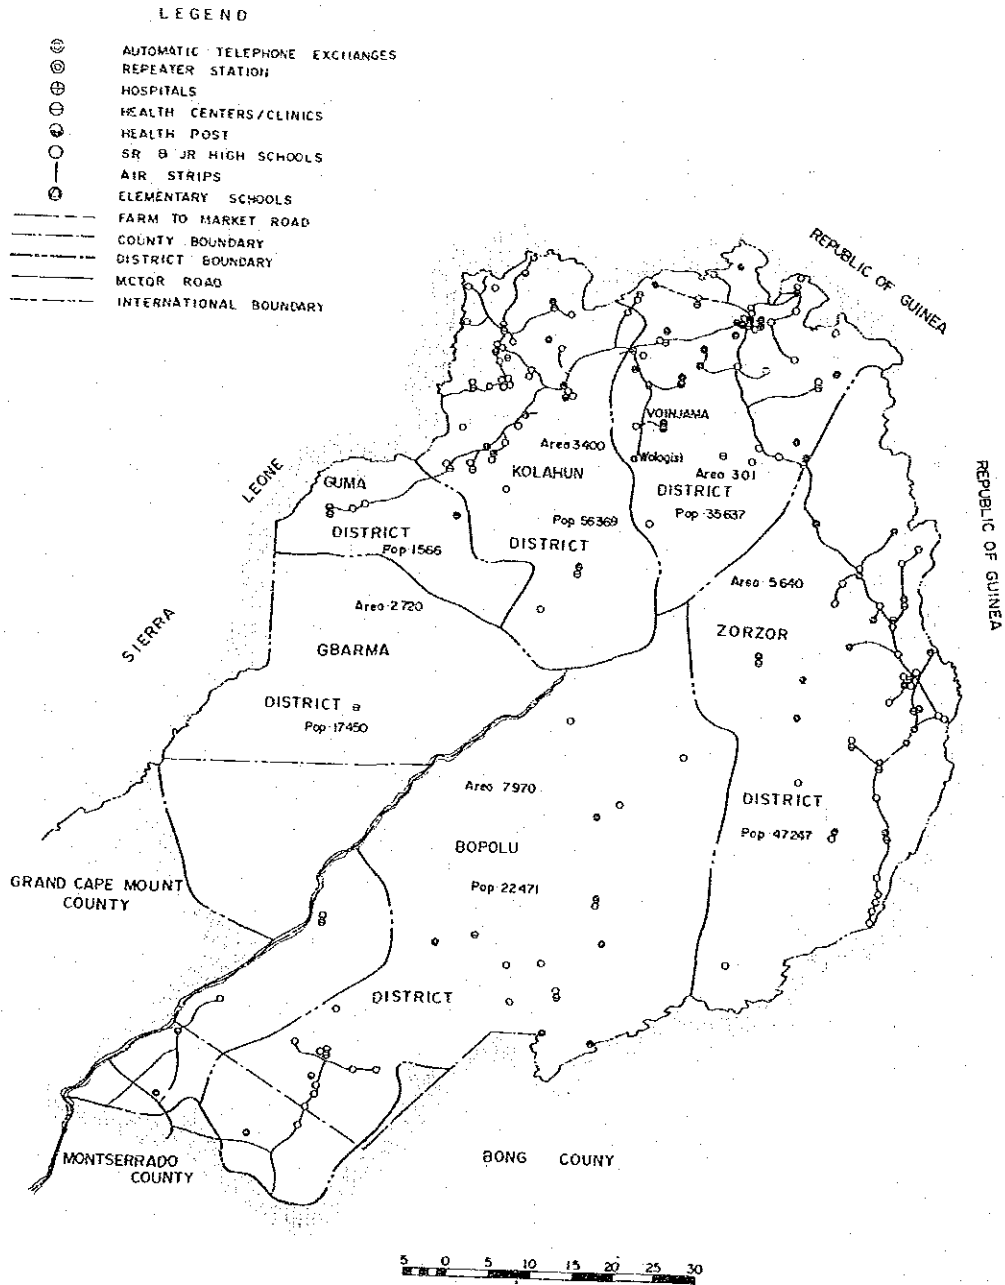 LEGEND
AUTOMATIC TELEPHONE EXCHANGES
REPEATER STATION
HOSPITALS
HEALTH CENTERS/CLINICS
HEALTH POST
SR & JR HIGH SCHOOLS
AIR STRIPS
ELEMENTARY SCHOOLS
FARM TO MARKET ROAD
COUNTY BOUNDARY
DISTRICT BOUNDARY
MOTOR ROAD
INTERNATIONAL BOUNDARY
REPUBLIC OF GUINEA
VOINJAMA
Area 3400
(Wologisi
LEONE
GUMA
KOLAHUN
Area 301
DISTRICT
REPUBLIC OF GUINEA
Pop 56369
Pop 35637
DISTRICT
Pop 1566
DISTRICT
Area 5640
Area 2720
SIERRA
ZORZOR
GBARMA
DISTRICT
Pop 17450
Area 7970
DISTRICT
Pop 47247
BOPOLU
GRAND CAPE MOUNT
COUNTY
Pop 22471
DISTRICT
MONTSERRADO
COUNTY
BONG COUNY
5 0 5 10 15 20 25 30